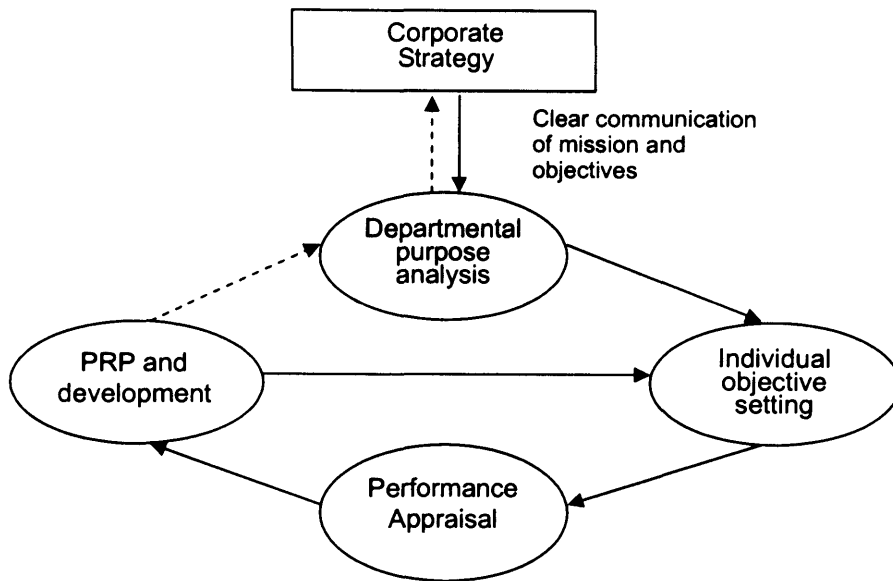 Corporate
Strategy
Clear communication
of mission and
objectives
Departmental
purpose
analysis
PRP and
development
Individual
objective
setting
Performance
Appraisal